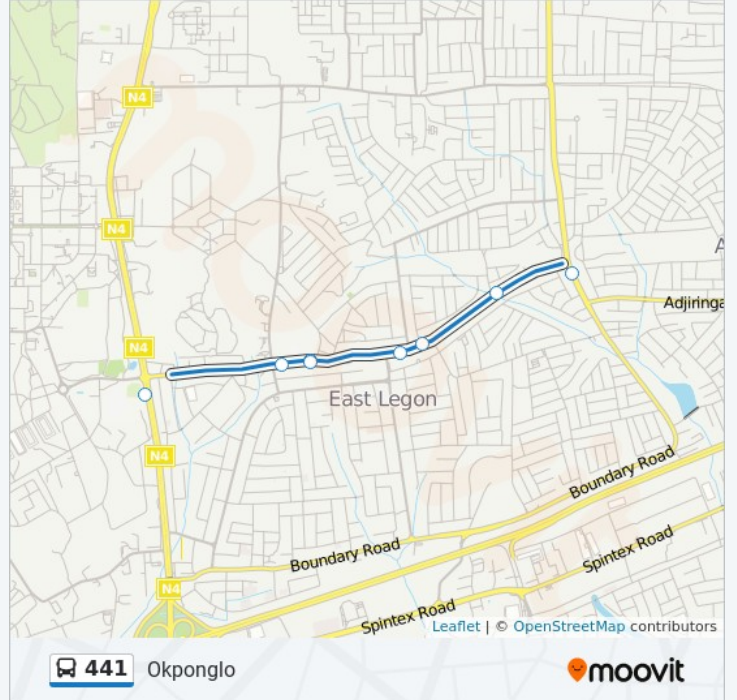 N4
N4
A
Adjiringa
N4
East Legon
N4
Boundary Road
Boundary Road
Spintex Road
N4
Spintex Road
Leaflet | © OpenStreetMap contributors
441 Okponglo
moovit